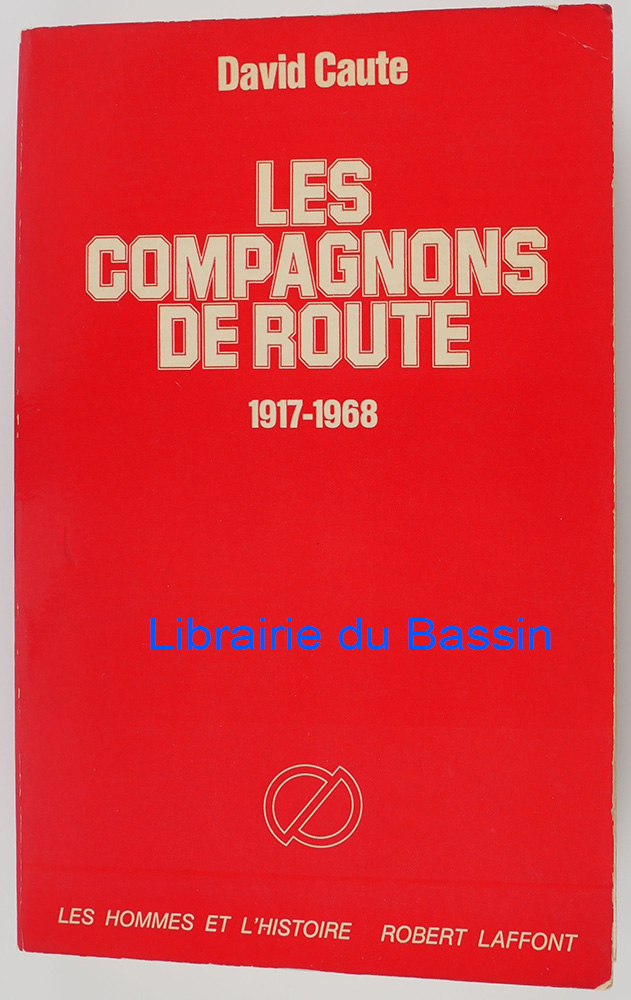 David Caute
LES
COMPAGNONS
DE ROUTE
1917-1968
Librairie du Bassin
LES HOMMES ET L'HISTOIRE ROBERT LAFFONT